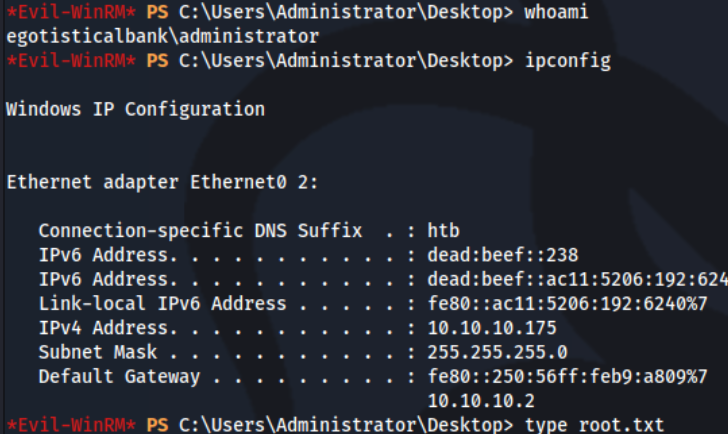 *Evil-WinRM* PS C:\Users\Administrator\Desktop> whoami
egotisticalbank\administrator
*Evil-WinRM* PS C:\Users\Administrator\Desktop> ipconfig
Windows IP Configuration
Ethernet adapter Ethernet0 2:
Connection-specific DNS Suffix . : htb
IPv6 Address. . . . . . . . . . . : dead:beef::238
IPv6 Address. . . . . . . . . . . : dead:beef::ac11:5206:192:624
Link-local IPv6 Address . . . . . : fe80::ac11:5206:192:6240%7
IPv4 Address. . . . . . . . . . . : 10.10.10.175
Subnet Mask . . . . . . . . . . . : 255.255.255.0
Default Gateway . . . . . . . . . : fe80::250:56ff:feb9:a809%7
10.10.10.2
*Evil-WinRM* PS C:\Users\Administrator\Desktop> type root.txt